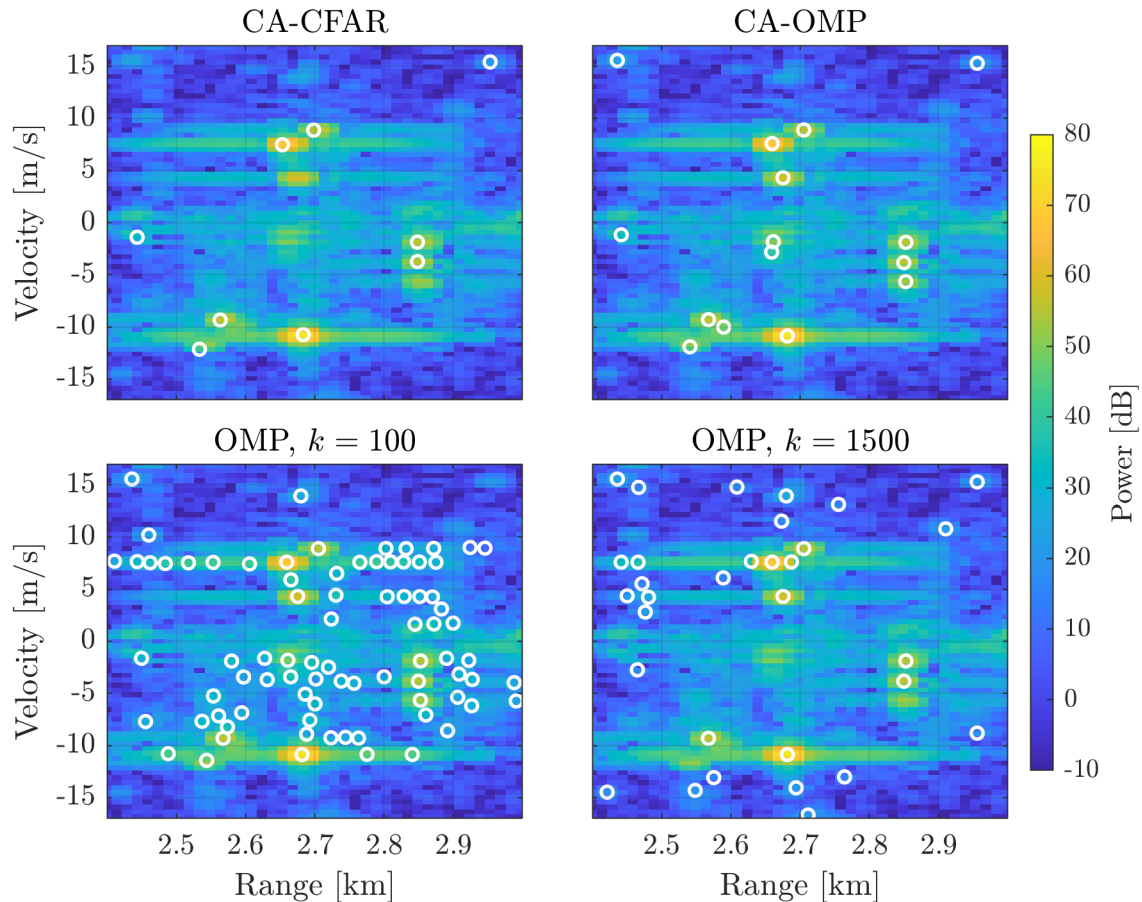 CA-CFAR
CA-OMP
15
10
5
0
-5
-10
-15
Velocity [m/s]
80
70
60
50
40
30
20
10
0
-10
Power [dB]
OMP, k = 100
OMP, k = 1500
15
10
5
0
-5
-10
-15
Velocity [m/s]
2.5 2.6 2.7 2.8 2.9
2.5 2.6 2.7 2.8 2.9
Range [km]
Range [km]